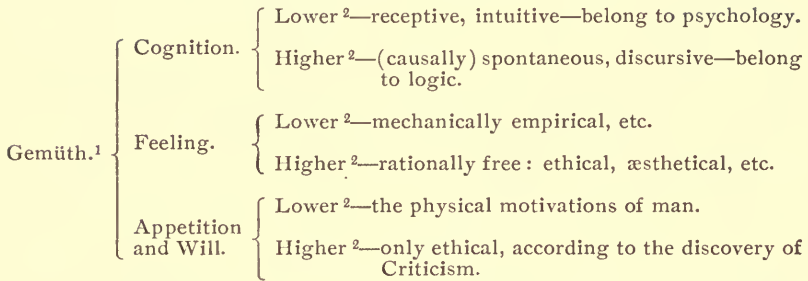 Lower ²—receptive, intuitive—belong to psychology.
Cognition.
Higher ²—(causally) spontaneous, discursive—belong
to logic.
Lower ²—mechanically empirical, etc.
Gemüth.¹
Feeling.
Higher ²—rationally free: ethical, æsthetical, etc.
Lower ²—the physical motivations of man.
Appetition
and Will.
Higher ²—only ethical, according to the discovery of
Criticism.